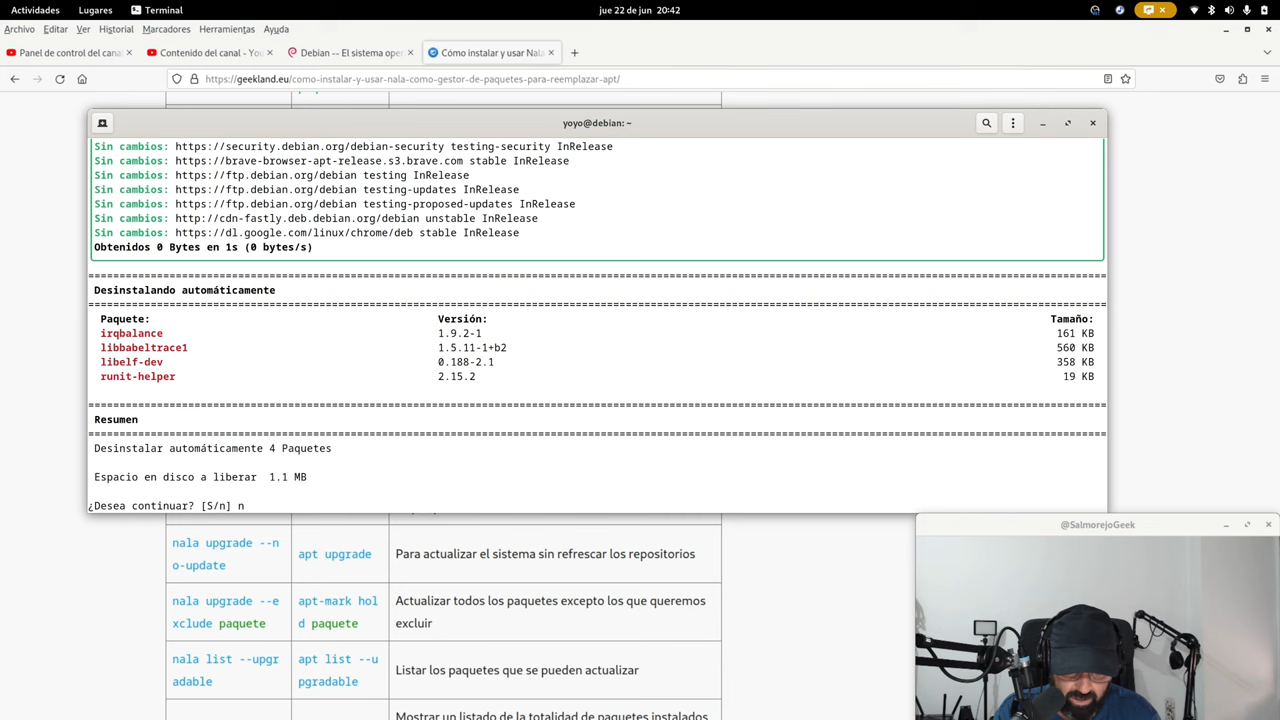 Actividades Lugares Terminal jue 22 de jun 20:42
Archivo Editar Ver Historial Marcadores Herramientas Ayuda
Panel de control del canal Contenido del canal - You Debian -- El sistema oper Cómo instalar y usar Nala
https://geekland.eu/como-instalar-y-usar-nala-como-gestor-de-paquetes-para-reemplazar-apt/
yoyo@debian: ~
Sin cambios: https://security.debian.org/debian-security testing-security InRelease
Sin cambios: https://brave-browser-apt-release.s3.brave.com stable InRelease
Sin cambios: https://ftp.debian.org/debian testing InRelease
Sin cambios: https://ftp.debian.org/debian testing-updates InRelease
Sin cambios: https://ftp.debian.org/debian testing-proposed-updates InRelease
Sin cambios: http://cdn-fastly.deb.debian.org/debian unstable InRelease
Sin cambios: https://dl.google.com/linux/chrome/deb stable InRelease
Obtenidos 0 Bytes en 1s (0 bytes/s)
Desinstalando automáticamente
Paquete: Versión: Tamaño:
irqbalance 1.9.2-1 161 KB
libbabeltrace1 1.5.11-1+b2 560 KB
libelf-dev 0.188-2.1 358 KB
runit-helper 2.15.2 19 KB
Resumen
Desinstalar automáticamente 4 Paquetes
Espacio en disco a liberar 1.1 MB
¿Desea continuar? [S/n] n
@SalmorejoGeek
nala upgrade --n
o-update
apt upgrade
Para actualizar el sistema sin refrescar los repositorios
nala upgrade --e
xclude paquete
apt-mark hol
d paquete
Actualizar todos los paquetes excepto los que queremos
excluir
nala list --upgr
adable
apt list --u
pgradable
Listar los paquetes que se pueden actualizar
Mostrar un listado de la totalidad de paquetes instalados